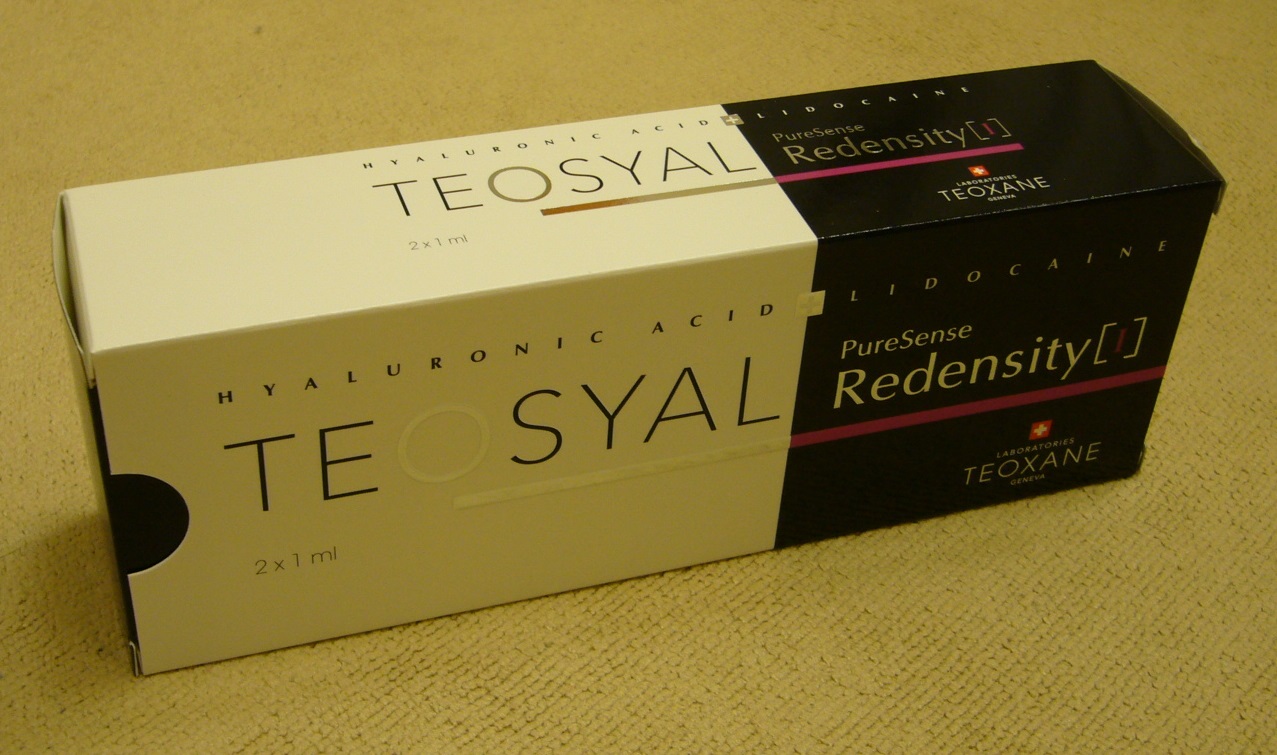 HYALURONIC ACID + LIDOCAINE
TEOSYAL
PureSense
Redensity [I]
2 x 1 ml
LABORATORIES
TEOXANE
GENEVA
HYALURONIC ACID + LIDOCAINE
TEOSYAL
PureSense
Redensity [I]
2 x 1 ml
LABORATORIES
TEOXANE
GENEVA